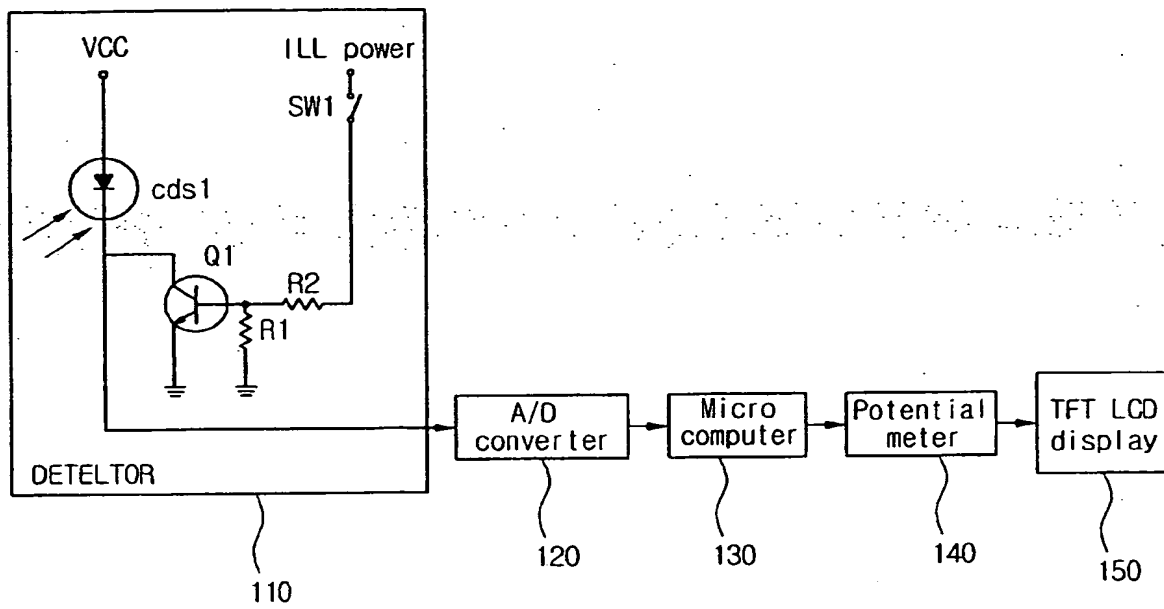 VCC
ILL power
SW1
cds1
Q1
R2
R1
DETELTOR
A/D
converter
Micro
computer
Potential
meter
TFT LCD
display
110
120
130
140
150